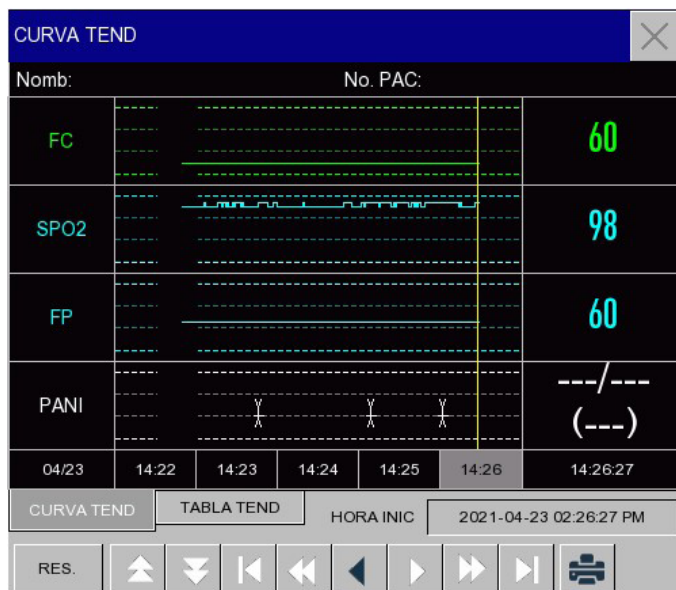 CURVA TEND
Nomb: No. PAC:
FC 60
SPO2 98
FP 60
PANI ---/---
(---)
04/23 14:22 14:23 14:24 14:25 14:26 14:26:27
CURVA TEND TABLA TEND HORA INIC 2021-04-23 02:26:27 PM
RES.